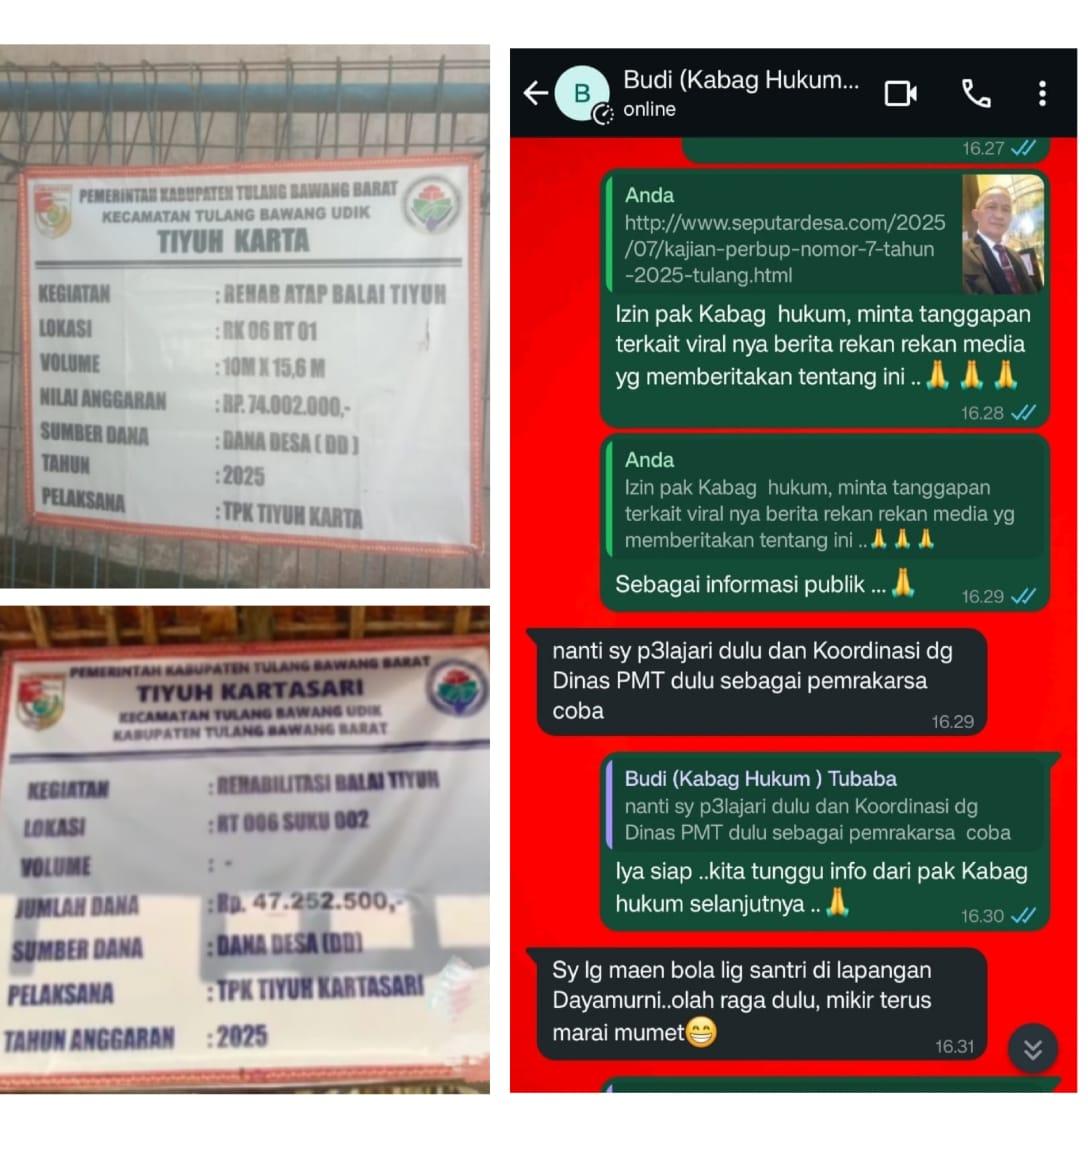 PEMERINTAH KABUPATEN TULANG BAWANG BARAT
KECAMATAN TULANG BAWANG UDIK
TIYUH KARTA
KEGIATAN : REHAB ATAP BALAI TIYUH
LOKASI : RK 06 RT 01
VOLUME : 10M X 15,6 M
NILAI ANGGARAN : RP. 74.002.000,-
SUMBER DANA : DANA DESA ( DD )
TAHUN : 2025
PELAKSANA : TPK TIYUH KARTA
PEMERINTAH KABUPATEN TULANG BAWANG BARAT
TIYUH KARTASARI
KECAMATAN TULANG BAWANG UDIK
KABUPATEN TULANG BAWANG BARAT
KEGIATAN : REHABILITASI BALAI TIYUH
LOKASI : RT 006 SUKU 002
VOLUME : -
JUMLAH DANA : Rp. 47.252.500,-
SUMBER DANA : DANA DESA (DD)
PELAKSANA : TPK TIYUH KARTASARI
TAHUN ANGGARAN : 2025
B
Budi (Kabag Hukum...
online
16.27
Anda
http://www.seputardesa.com/2025
/07/kajian-perbup-nomor-7-tahun
-2025-tulang.html
Izin pak Kabag hukum, minta tanggapan
terkait viral nya berita rekan rekan media
yg memberitakan tentang ini .. 🙏 🙏 🙏
16.28
Anda
Izin pak Kabag hukum, minta tanggapan
terkait viral nya berita rekan rekan media yg
memberitakan tentang ini .. 🙏 🙏 🙏
Sebagai informasi publik ... 🙏
16.29
nanti sy p3lajari dulu dan Koordinasi dg
Dinas PMT dulu sebagai pemrakarsa
coba
16.29
Budi (Kabag Hukum ) Tubaba
nanti sy p3lajari dulu dan Koordinasi dg
Dinas PMT dulu sebagai pemrakarsa coba
Iya siap ..kita tunggu info dari pak Kabag
hukum selanjutnya .. 🙏
16.30
Sy lg maen bola lig santri di lapangan
Dayamurni..olah raga dulu, mikir terus
marai mumet😁
16.31